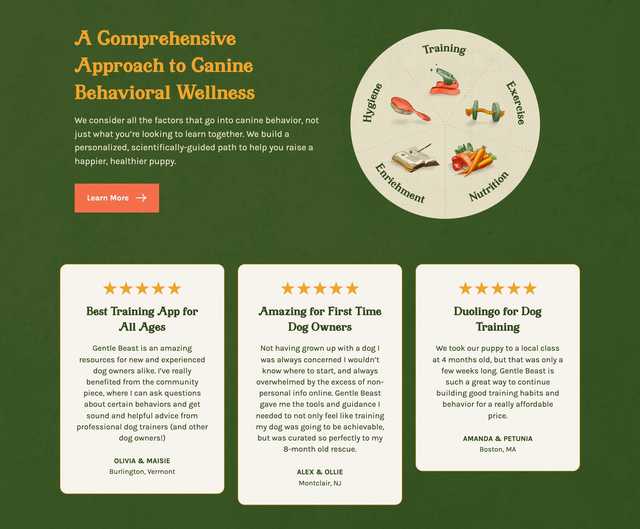 A Comprehensive
Approach to Canine
Behavioral Wellness
We consider all the factors that go into canine behavior, not
just what you're looking to learn together. We build a
personalized, scientifically-guided path to help you raise a
happier, healthier puppy.
Learn More
Training
Exercise
Nutrition
Enrichment
Hygiene
Best Training App for
All Ages
Gentle Beast is an amazing
resources for new and experienced
dog owners alike. I've really
benefited from the community
piece, where I can ask questions
about certain behaviors and get
sound and helpful advice from
professional dog trainers (and other
dog owners!)
OLIVIA & MAISIE
Burlington, Vermont
Amazing for First Time
Dog Owners
Not having grown up with a dog I
was always concerned I wouldn't
know where to start, and always
overwhelmed by the excess of non-
personal info online. Gentle Beast
gave me the tools and guidance I
needed to not only feel like training
my dog was going to be achievable,
but was curated so perfectly to my
8-month old rescue.
ALEX & OLLIE
Montclair, NJ
Duolingo for Dog
Training
We took our puppy to a local class
at 4 months old, but that was only a
few weeks long. Gentle Beast is
such a great way to continue
building good training habits and
behavior for a really affordable
price.
AMANDA & PETUNIA
Boston, MA